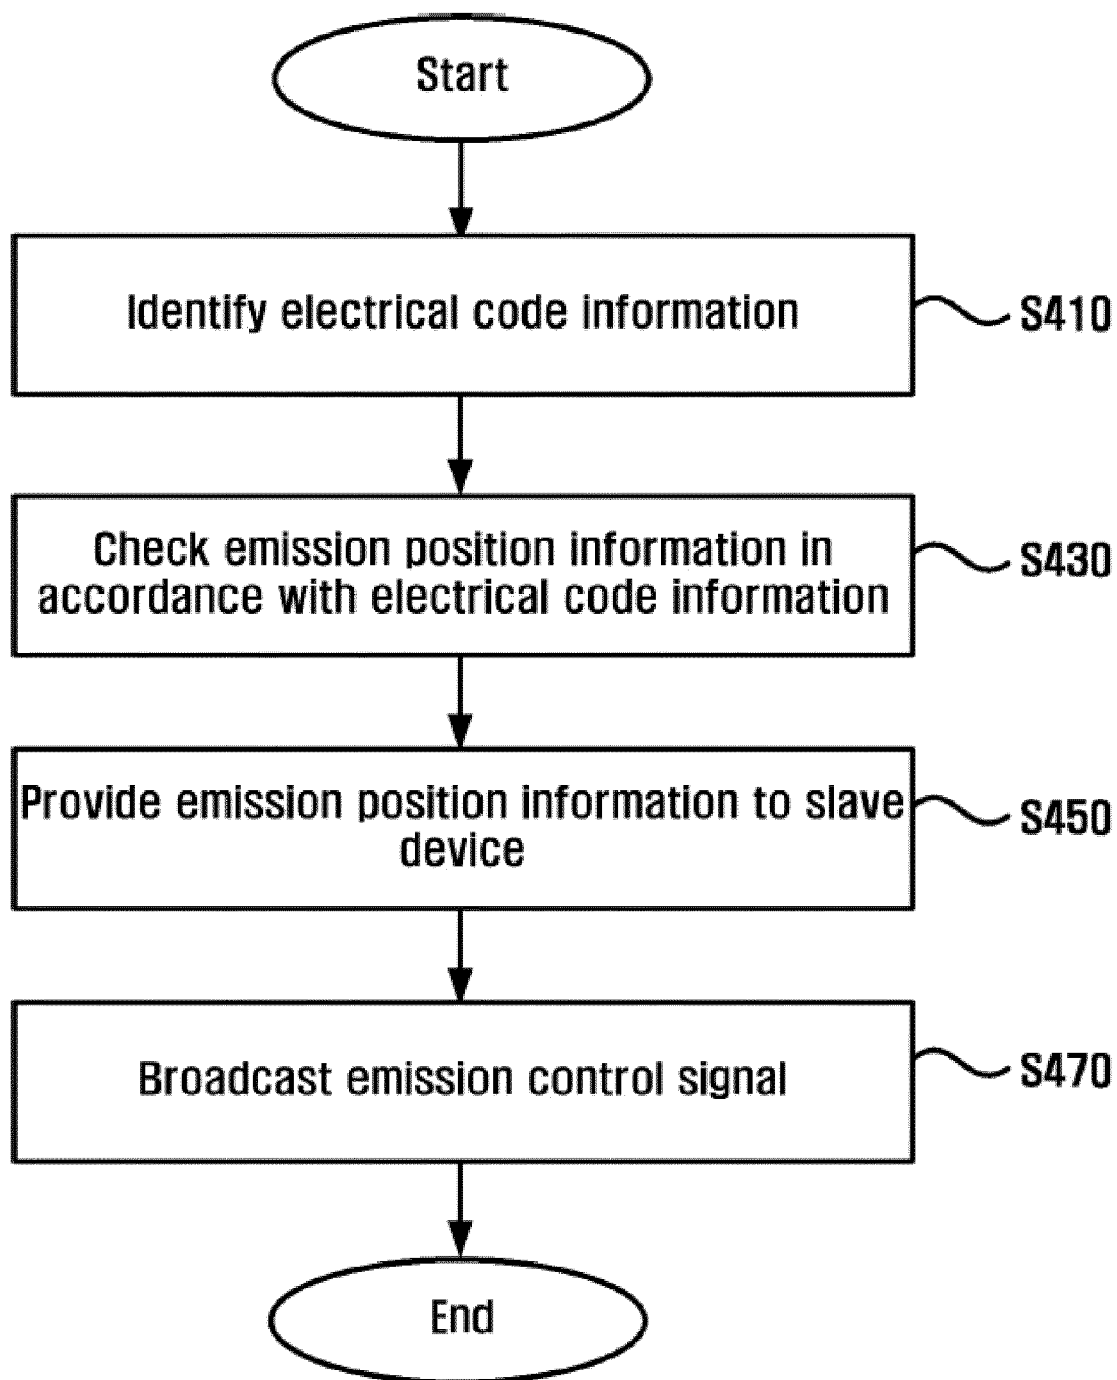 Start
Identify electrical code information
S410
Check emission position information in
accordance with electrical code information
S430
Provide emission position information to slave
device
S450
Broadcast emission control signal
S470
End